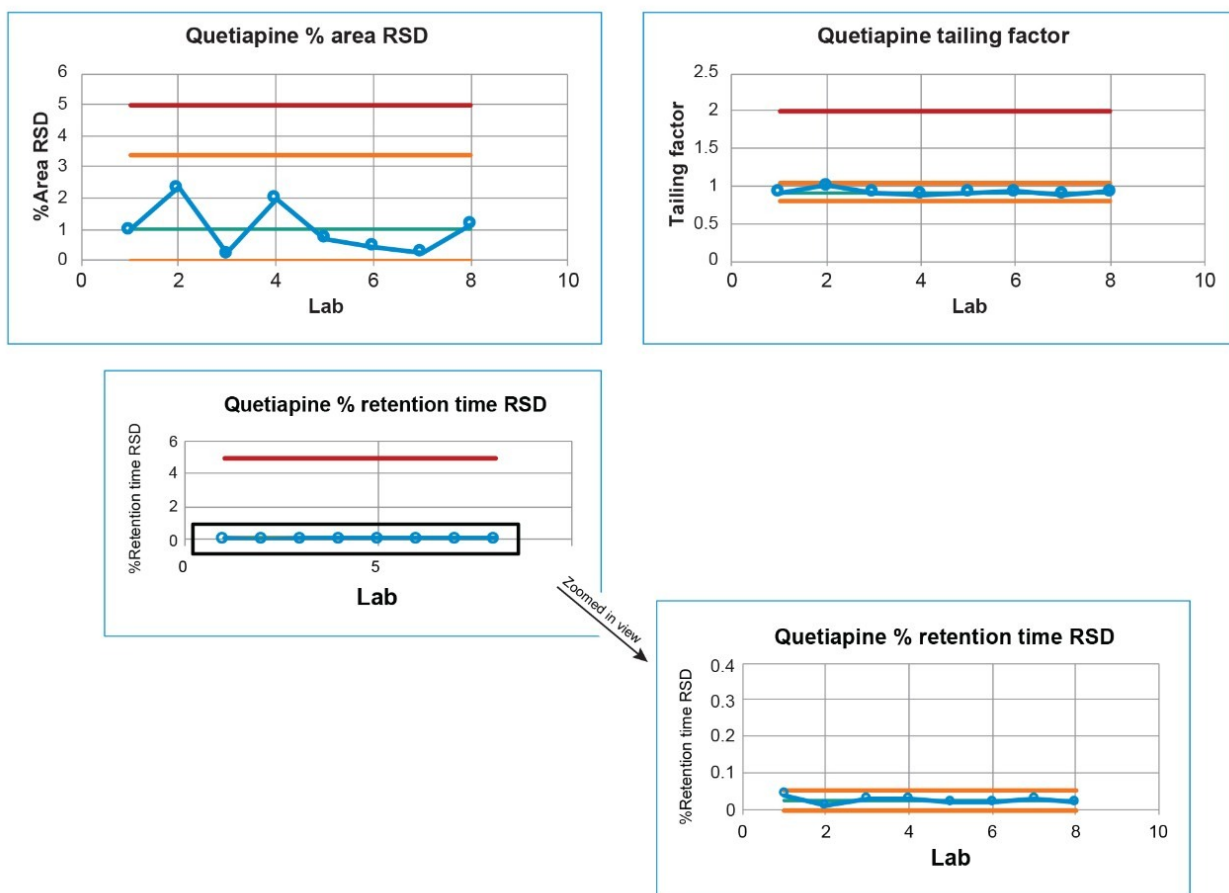 Quetiapine % area RSD
%Area RSD
6
5
4
3
2
1
0
0 2 4 6 8 10
Lab
Quetiapine tailing factor
Tailing factor
2.5
2
1.5
1
0.5
0
0 2 4 6 8 10
Lab
Quetiapine % retention time RSD
%Retention time RSD
6
4
2
0
0 5
Lab
Zoomed in view
Quetiapine % retention time RSD
%Retention time RSD
0.4
0.3
0.2
0.1
0
0 2 4 6 8 10
Lab